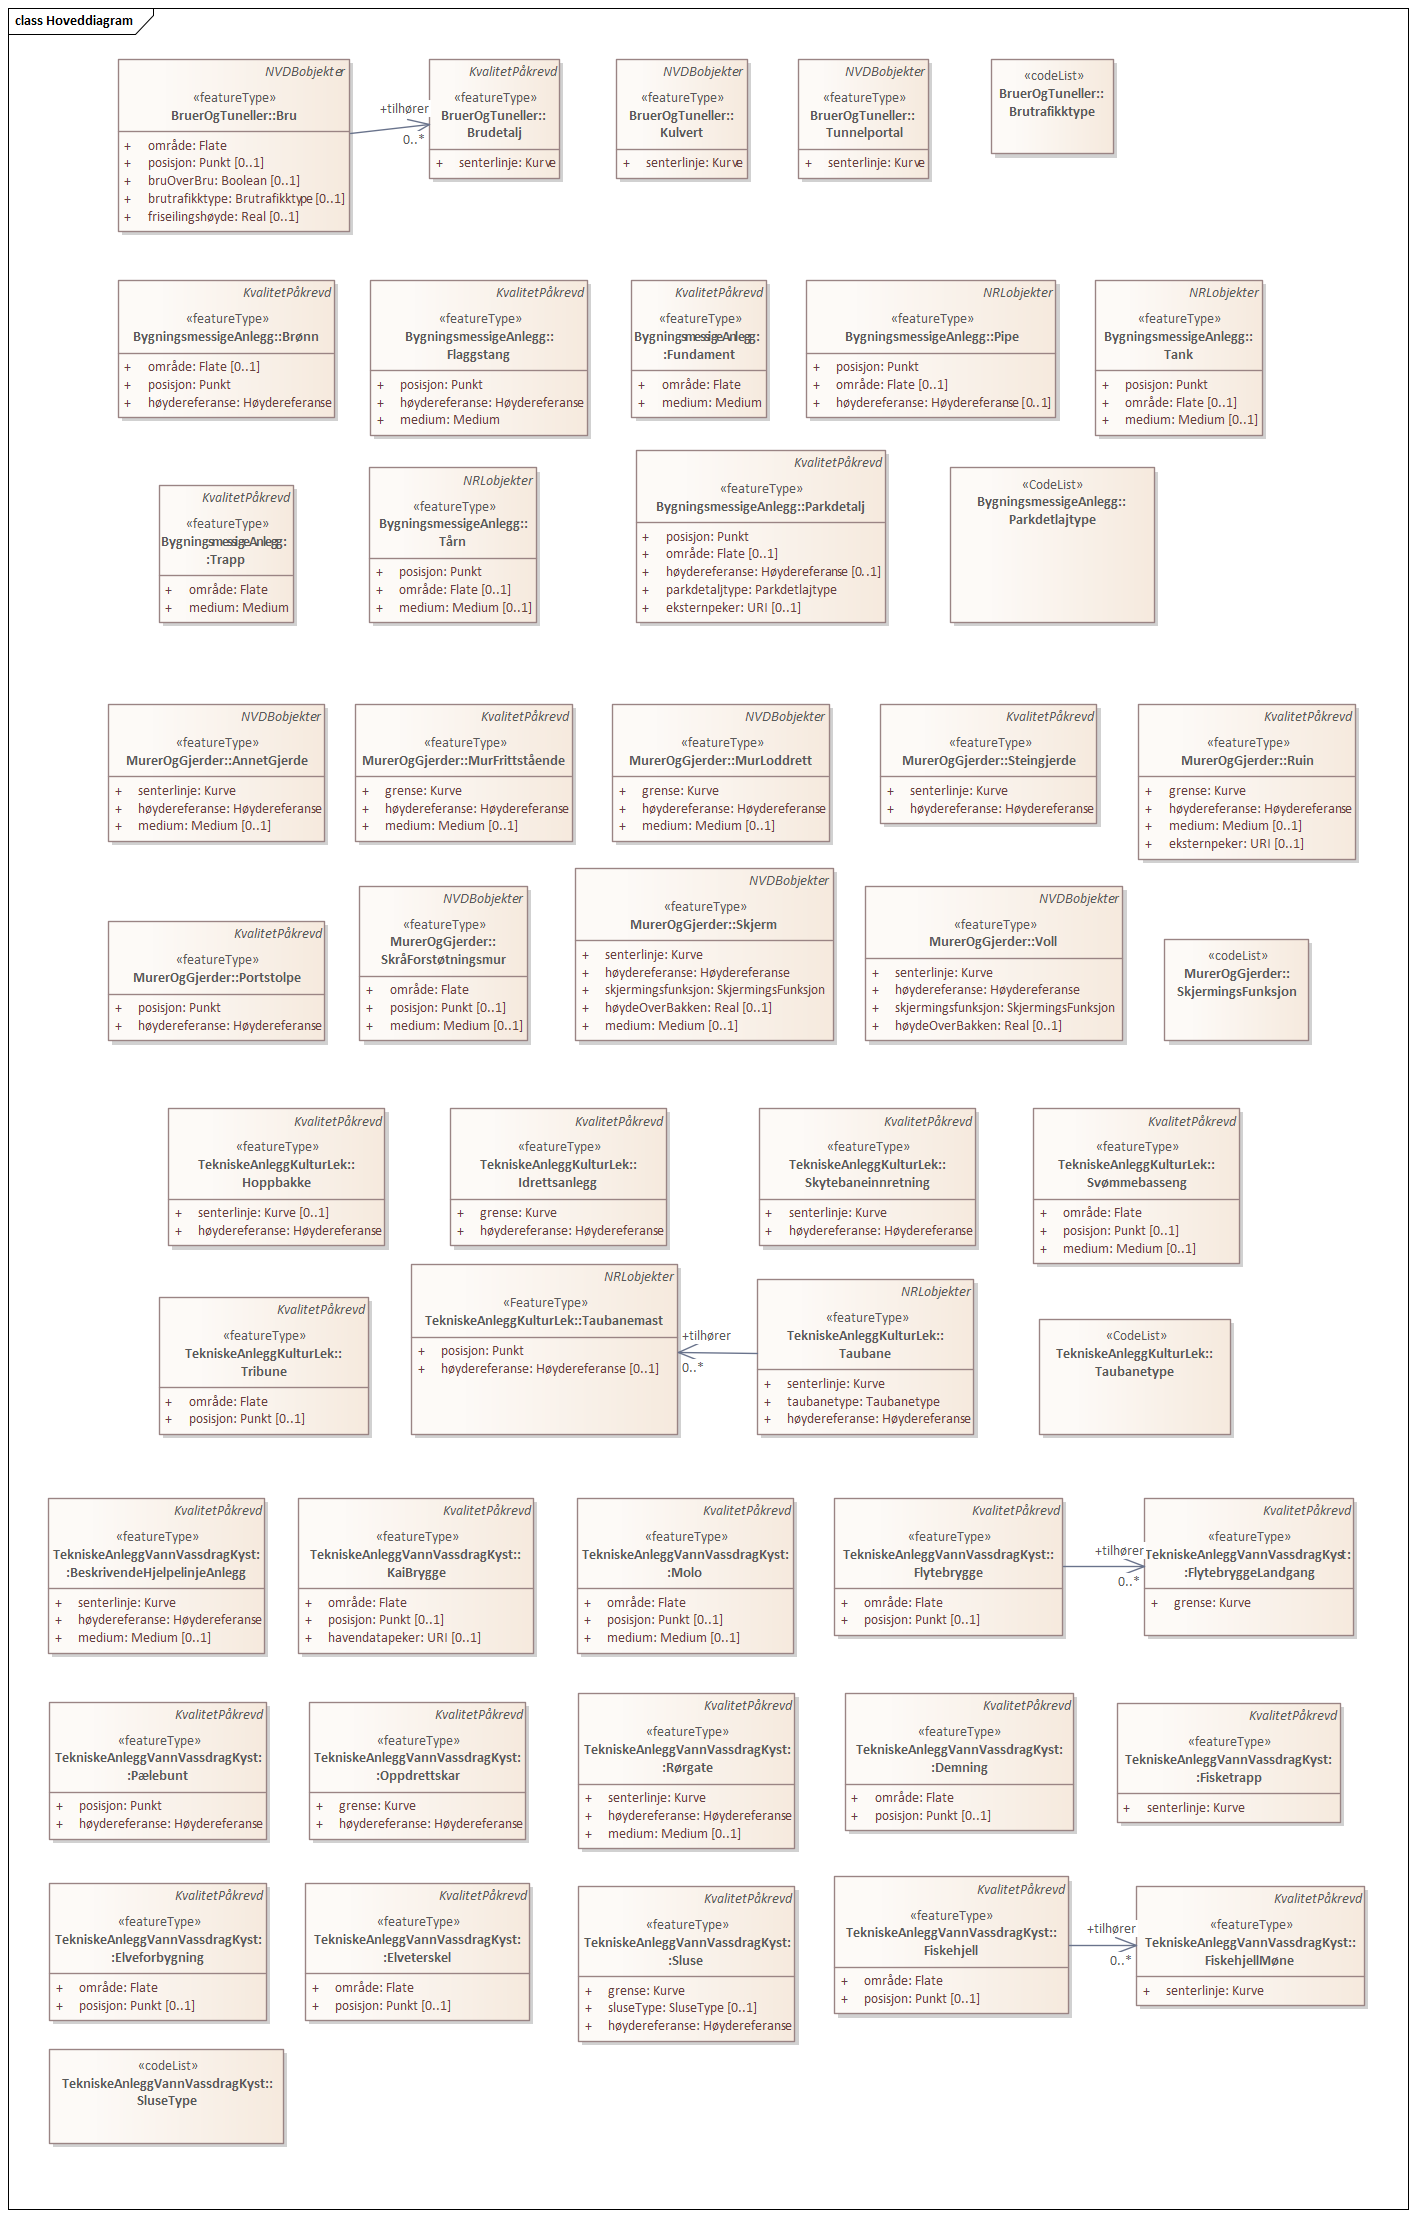 class Hoveddiagram
NVDBobjekter
«featureType»
BruerOgTuneller::Bru
+ område: Flate
+ posisjon: Punkt [0..1]
+ bruOverBru: Boolean [0..1]
+ brutrafikktype: Brutrafikktype [0..1]
+ friseilingshøyde: Real [0..1]
+tilhører
0..*
KvalitetPåkrevd
«featureType»
BruerOgTuneller::
Brudetalj
+ senterlinje: Kurve
NVDBobjekter
«featureType»
BruerOgTuneller::
Kulvert
+ senterlinje: Kurve
NVDBobjekter
«featureType»
BruerOgTuneller::
Tunnelportal
+ senterlinje: Kurve
«codeList»
BruerOgTuneller::
Brutrafikktype
KvalitetPåkrevd
«featureType»
BygningsmessigeAnlegg::Brønn
+ område: Flate [0..1]
+ posisjon: Punkt
+ høydereferanse: Høydereferanse
KvalitetPåkrevd
«featureType»
BygningsmessigeAnlegg::
Flaggstang
+ posisjon: Punkt
+ høydereferanse: Høydereferanse
+ medium: Medium
KvalitetPåkrevd
«featureType»
BygningsmessigeAnlegg:
:Fundament
+ område: Flate
+ medium: Medium
NRLobjekter
«featureType»
BygningsmessigeAnlegg::Pipe
+ posisjon: Punkt
+ område: Flate [0..1]
+ høydereferanse: Høydereferanse [0..1]
NRLobjekter
«featureType»
BygningsmessigeAnlegg::
Tank
+ posisjon: Punkt
+ område: Flate [0..1]
+ medium: Medium [0..1]
KvalitetPåkrevd
«featureType»
BygningsmessigeAnlegg:
:Trapp
+ område: Flate
+ medium: Medium
NRLobjekter
«featureType»
BygningsmessigeAnlegg::
Tårn
+ posisjon: Punkt
+ område: Flate [0..1]
+ medium: Medium [0..1]
KvalitetPåkrevd
«featureType»
BygningsmessigeAnlegg::Parkdetalj
+ posisjon: Punkt
+ område: Flate [0..1]
+ høydereferanse: Høydereferanse [0..1]
+ parkdetaljtype: Parkdetlajtype
+ eksternpeker: URI [0..1]
«CodeList»
BygningsmessigeAnlegg::
Parkdetlajtype
NVDBobjekter
«featureType»
MurerOgGjerder::AnnetGjerde
+ senterlinje: Kurve
+ høydereferanse: Høydereferanse
+ medium: Medium [0..1]
KvalitetPåkrevd
«featureType»
MurerOgGjerder::MurFrittstående
+ grense: Kurve
+ høydereferanse: Høydereferanse
+ medium: Medium [0..1]
NVDBobjekter
«featureType»
MurerOgGjerder::MurLoddrett
+ grense: Kurve
+ høydereferanse: Høydereferanse
+ medium: Medium [0..1]
KvalitetPåkrevd
«featureType»
MurerOgGjerder::Steingjerde
+ senterlinje: Kurve
+ høydereferanse: Høydereferanse
KvalitetPåkrevd
«featureType»
MurerOgGjerder::Ruin
+ grense: Kurve
+ høydereferanse: Høydereferanse
+ medium: Medium [0..1]
+ eksternpeker: URI [0..1]
KvalitetPåkrevd
«featureType»
MurerOgGjerder::Portstolpe
+ posisjon: Punkt
+ høydereferanse: Høydereferanse
NVDBobjekter
«featureType»
MurerOgGjerder::
SkråForstøtningsmur
+ område: Flate
+ posisjon: Punkt [0..1]
+ medium: Medium [0..1]
NVDBobjekter
«featureType»
MurerOgGjerder::Skjerm
+ senterlinje: Kurve
+ høydereferanse: Høydereferanse
+ skjermingsfunksjon: SkjermingsFunksjon
+ høydeOverBakken: Real [0..1]
+ medium: Medium [0..1]
NVDBobjekter
«featureType»
MurerOgGjerder::Voll
+ senterlinje: Kurve
+ høydereferanse: Høydereferanse
+ skjermingsfunksjon: SkjermingsFunksjon
+ høydeOverBakken: Real [0..1]
«codeList»
MurerOgGjerder::
SkjermingsFunksjon
KvalitetPåkrevd
«featureType»
TekniskeAnleggKulturLek::
Hoppbakke
+ senterlinje: Kurve [0..1]
+ høydereferanse: Høydereferanse
KvalitetPåkrevd
«featureType»
TekniskeAnleggKulturLek::
Idrettsanlegg
+ grense: Kurve
+ høydereferanse: Høydereferanse
KvalitetPåkrevd
«featureType»
TekniskeAnleggKulturLek::
Skytebaneinnretning
+ senterlinje: Kurve
+ høydereferanse: Høydereferanse
KvalitetPåkrevd
«featureType»
TekniskeAnleggKulturLek::
Svømmebasseng
+ område: Flate
+ posisjon: Punkt [0..1]
+ medium: Medium [0..1]
KvalitetPåkrevd
«featureType»
TekniskeAnleggKulturLek::
Tribune
+ område: Flate
+ posisjon: Punkt [0..1]
NRLobjekter
«FeatureType»
TekniskeAnleggKulturLek::Taubanemast
+ posisjon: Punkt
+ høydereferanse: Høydereferanse [0..1]
+tilhører
0..*
NRLobjekter
«featureType»
TekniskeAnleggKulturLek::
Taubane
+ senterlinje: Kurve
+ taubanetype: Taubanetype
+ høydereferanse: Høydereferanse
«CodeList»
TekniskeAnleggKulturLek::
Taubanetype
KvalitetPåkrevd
«featureType»
TekniskeAnleggVannVassdragKyst:
:BeskrivendeHjelpelinjeAnlegg
+ senterlinje: Kurve
+ høydereferanse: Høydereferanse
+ medium: Medium [0..1]
KvalitetPåkrevd
«featureType»
TekniskeAnleggVannVassdragKyst::
KaiBrygge
+ område: Flate
+ posisjon: Punkt [0..1]
+ havendatapeker: URI [0..1]
KvalitetPåkrevd
«featureType»
TekniskeAnleggVannVassdragKyst:
:Molo
+ område: Flate
+ posisjon: Punkt [0..1]
+ medium: Medium [0..1]
KvalitetPåkrevd
«featureType»
TekniskeAnleggVannVassdragKyst::
Flytebrygge
+ område: Flate
+ posisjon: Punkt [0..1]
+tilhører
0..*
KvalitetPåkrevd
«featureType»
TekniskeAnleggVannVassdragKyst:
:FlytebryggeLandgang
+ grense: Kurve
KvalitetPåkrevd
«featureType»
TekniskeAnleggVannVassdragKyst:
:Pælebunt
+ posisjon: Punkt
+ høydereferanse: Høydereferanse
KvalitetPåkrevd
«featureType»
TekniskeAnleggVannVassdragKyst:
:Oppdrettskar
+ grense: Kurve
+ høydereferanse: Høydereferanse
KvalitetPåkrevd
«featureType»
TekniskeAnleggVannVassdragKyst:
:Rørgate
+ senterlinje: Kurve
+ høydereferanse: Høydereferanse
+ medium: Medium [0..1]
KvalitetPåkrevd
«featureType»
TekniskeAnleggVannVassdragKyst:
:Demning
+ område: Flate
+ posisjon: Punkt [0..1]
KvalitetPåkrevd
«featureType»
TekniskeAnleggVannVassdragKyst:
:Fisketrapp
+ senterlinje: Kurve
KvalitetPåkrevd
«featureType»
TekniskeAnleggVannVassdragKyst:
:Elveforbygning
+ område: Flate
+ posisjon: Punkt [0..1]
KvalitetPåkrevd
«featureType»
TekniskeAnleggVannVassdragKyst:
:Elveterskel
+ område: Flate
+ posisjon: Punkt [0..1]
KvalitetPåkrevd
«featureType»
TekniskeAnleggVannVassdragKyst:
:Sluse
+ grense: Kurve
+ sluseType: SluseType [0..1]
+ høydereferanse: Høydereferanse
KvalitetPåkrevd
«featureType»
TekniskeAnleggVannVassdragKyst:
Fiskehjell
+ område: Flate
+ posisjon: Punkt [0..1]
+tilhører
0..*
KvalitetPåkrevd
«featureType»
TekniskeAnleggVannVassdragKyst::
FiskehjellMøne
+ senterlinje: Kurve
«codeList»
TekniskeAnleggVannVassdragKyst::
SluseType